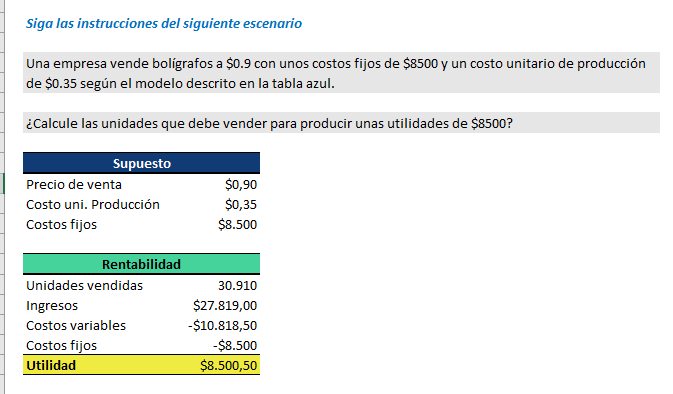 Siga las instrucciones del siguiente escenario
Una empresa vende bolígrafos a $0.9 con unos costos fijos de $8500 y un costo unitario de producción
de $0.35 según el modelo descrito en la tabla azul.
¿Calcule las unidades que debe vender para producir unas utilidades de $8500?
Supuesto
Precio de venta $0,90
Costo uni. Producción $0,35
Costos fijos $8.500
Rentabilidad
Unidades vendidas 30.910
Ingresos $27.819,00
Costos variables -$10.818,50
Costos fijos -$8.500
Utilidad $8.500,50